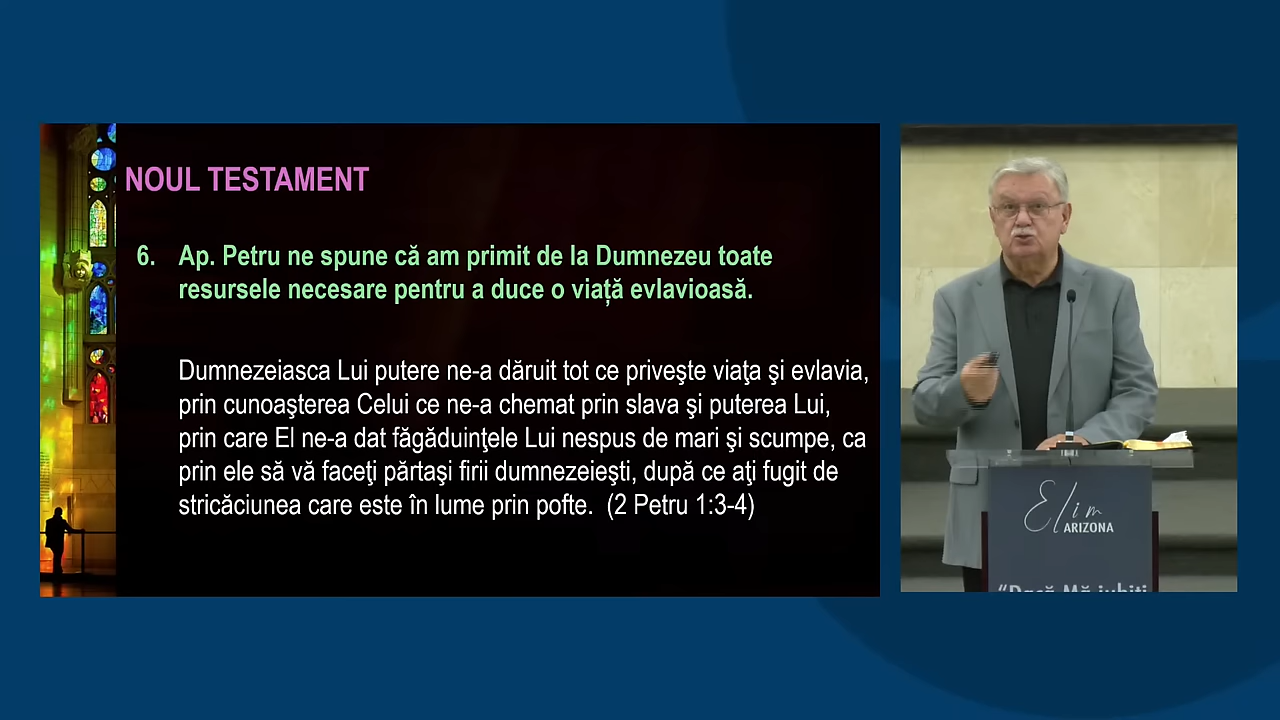 NOUL TESTAMENT
6. Ap. Petru ne spune că am primit de la Dumnezeu toate
resursele necesare pentru a duce o viață evlavioasă.
Dumnezeiasca Lui putere ne-a dăruit tot ce priveşte viaţa şi evlavia,
prin cunoaşterea Celui ce ne-a chemat prin slava şi puterea Lui,
prin care El ne-a dat făgăduinţele Lui nespus de mari şi scumpe, ca
prin ele să vă faceţi părtaşi firii dumnezeieşti, după ce aţi fugit de
stricăciunea care este în lume prin pofte. (2 Petru 1:3-4)
Elim
ARIZONA
“Dacă Mă iubiți